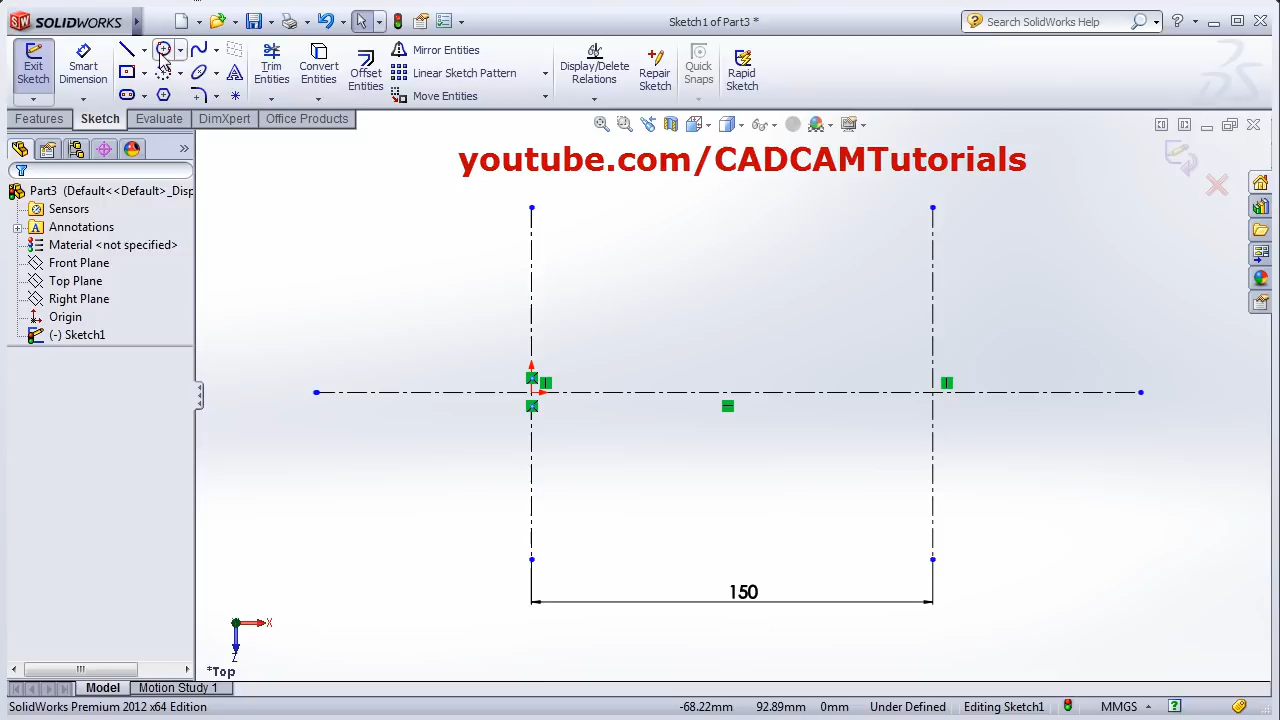 SOLIDWORKS
Sketch1 of Part3 *
Search SolidWorks Help
Exit Sketch
Smart Dimension
Trim Entities
Convert Entities
Offset Entities
Mirror Entities
Linear Sketch Pattern
Move Entities
Display/Delete Relations
Repair Sketch
Quick Snaps
Rapid Sketch
Features Sketch Evaluate DimXpert Office Products
youtube.com/CADCAMTutorials
Part3 (Default<<Default>_Disp
Sensors
Annotations
Material <not specified>
Front Plane
Top Plane
Right Plane
Origin
(-) Sketch1
150
X
Z
*Top
Model Motion Study 1
SolidWorks Premium 2012 x64 Edition -68.22mm 92.89mm 0mm Under Defined Editing Sketch1 MMGS